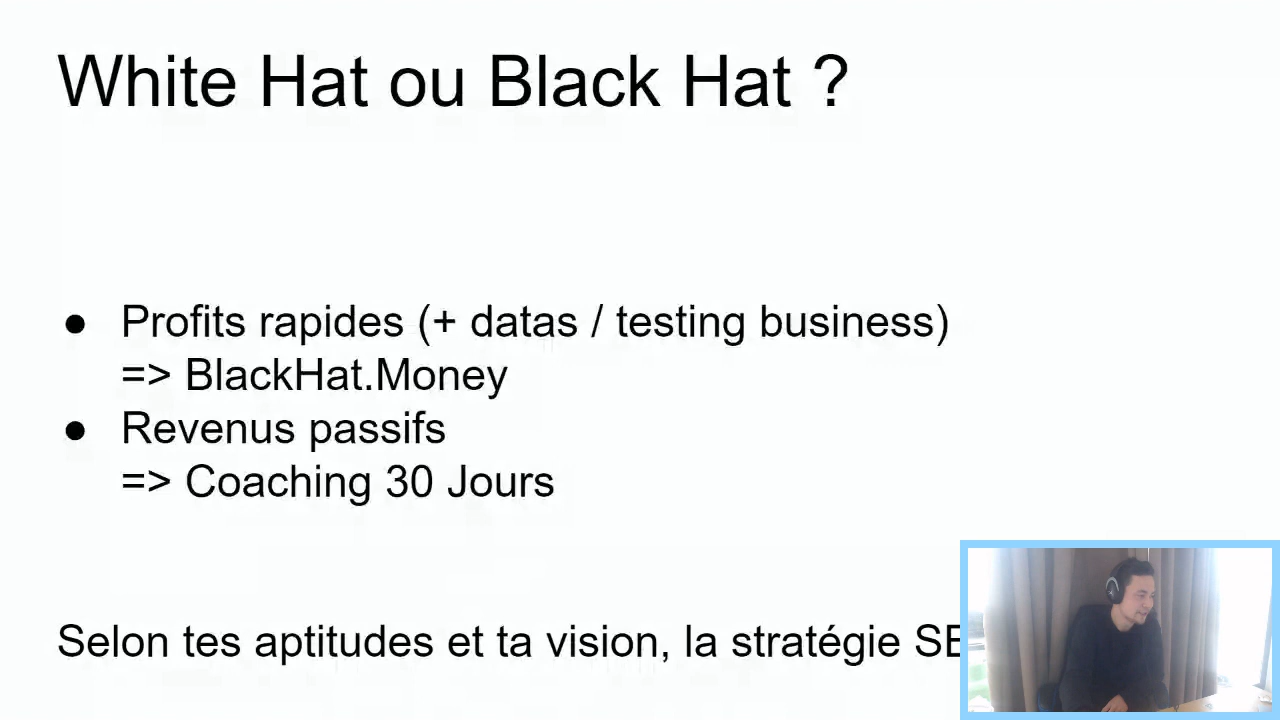 White Hat ou Black Hat ?
● Profits rapides (+ datas / testing business)
=> BlackHat.Money
● Revenus passifs
=> Coaching 30 Jours
Selon tes aptitudes et ta vision, la stratégie